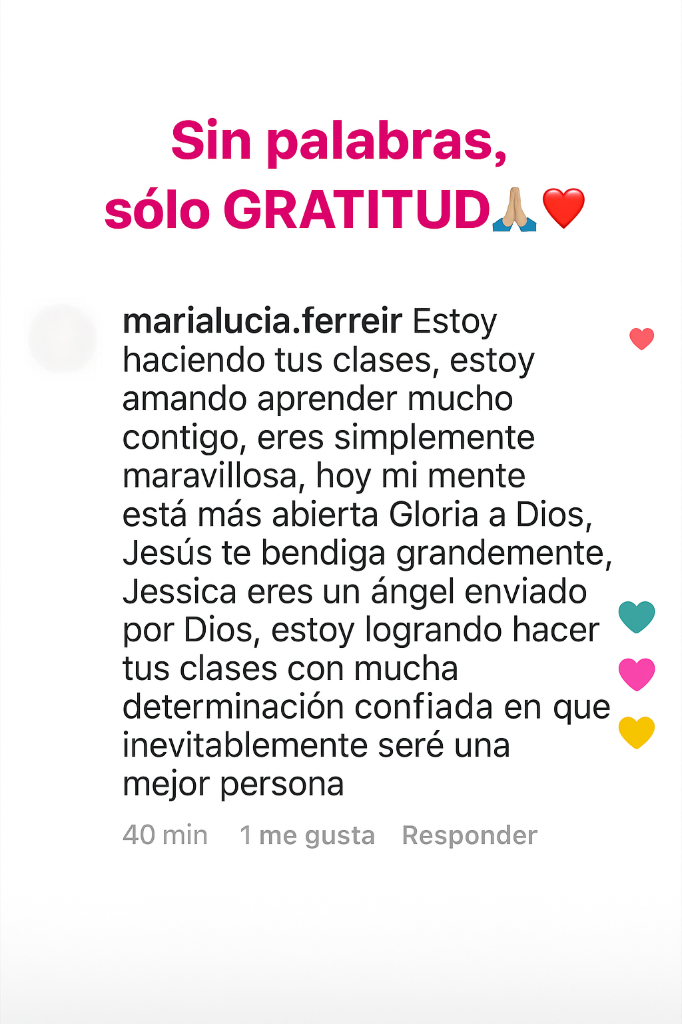 Sin palabras,
sólo GRATITUD🙏🏼❤️
marialucia.ferreir Estoy
haciendo tus clases, estoy
amando aprender mucho
contigo, eres simplemente
maravillosa, hoy mi mente
está más abierta Gloria a Dios,
Jesús te bendiga grandemente,
Jessica eres un ángel enviado
por Dios, estoy logrando hacer
tus clases con mucha
determinación confiada en que
inevitablemente seré una
mejor persona
40 min 1 me gusta Responder